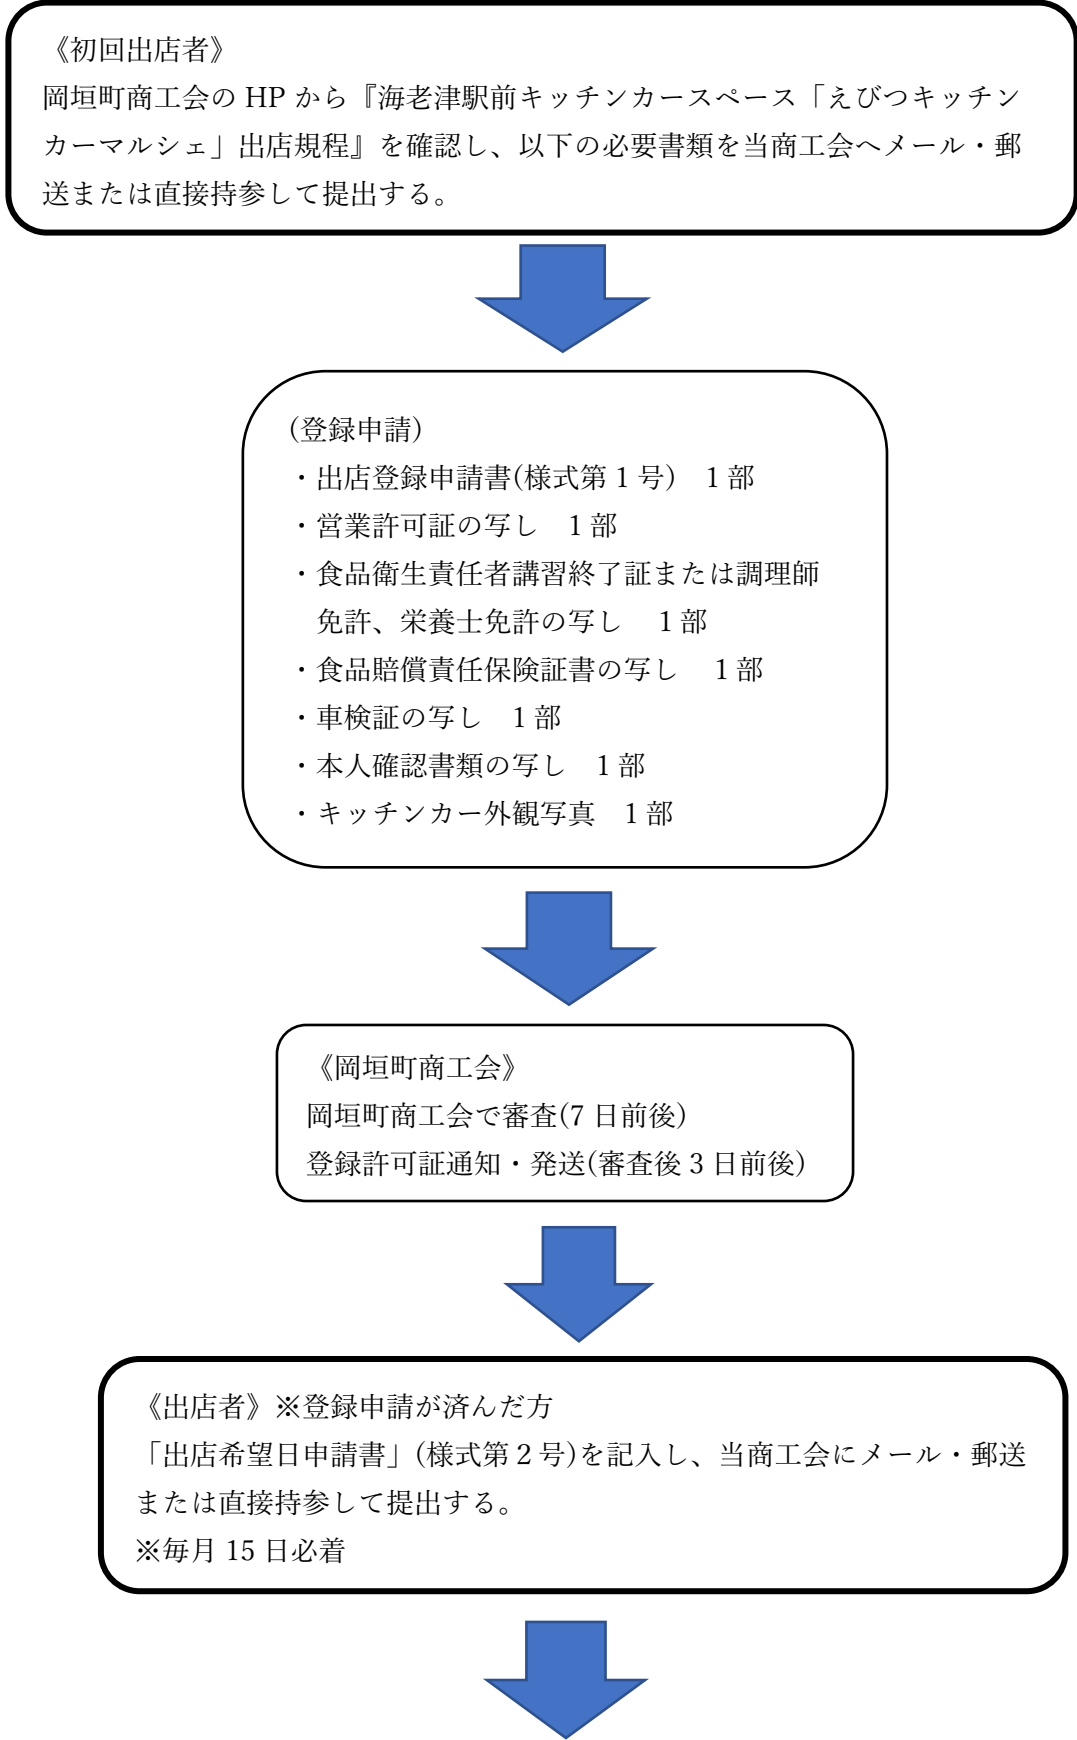 《初回出店者》
岡垣町商工会の HP から『海老津駅前キッチンカースペース「えびつキッチン
カーマルシェ」出店規程』を確認し、以下の必要書類を当商工会へメール・郵
送または直接持参して提出する。
(登録申請)
・出店登録申請書(様式第 1 号)　1 部
・営業許可証の写し　1 部
・食品衛生責任者講習終了証または調理師
免許、栄養士免許の写し　1 部
・食品賠償責任保険証書の写し　1 部
・車検証の写し　1 部
・本人確認書類の写し　1 部
・キッチンカー外観写真　1 部
《岡垣町商工会》
岡垣町商工会で審査(7 日前後)
登録許可証通知・発送(審査後 3 日前後)
《出店者》※登録申請が済んだ方
「出店希望日申請書」(様式第 2 号)を記入し、当商工会にメール・郵送
または直接持参して提出する。
※毎月 15 日必着